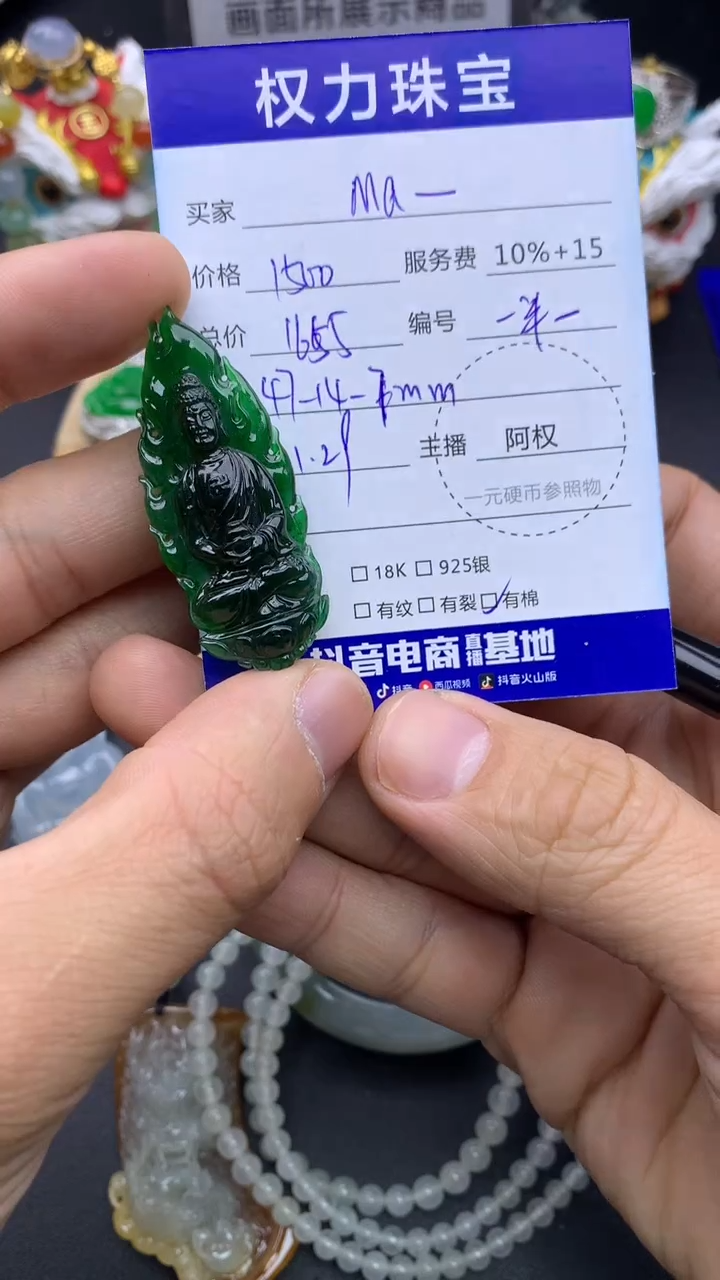 画面所展示商品
权力珠宝
买家 Ma一
价格 1500 服务费 10%+15
总价 1655 编号
47-14-7mm
1.29 主播 阿权
一元硬币参照物
□ 18K □ 925银
□ 有纹 □ 有裂 □ 有棉
抖音电商直播基地
抖音 西瓜视频 抖音火山版